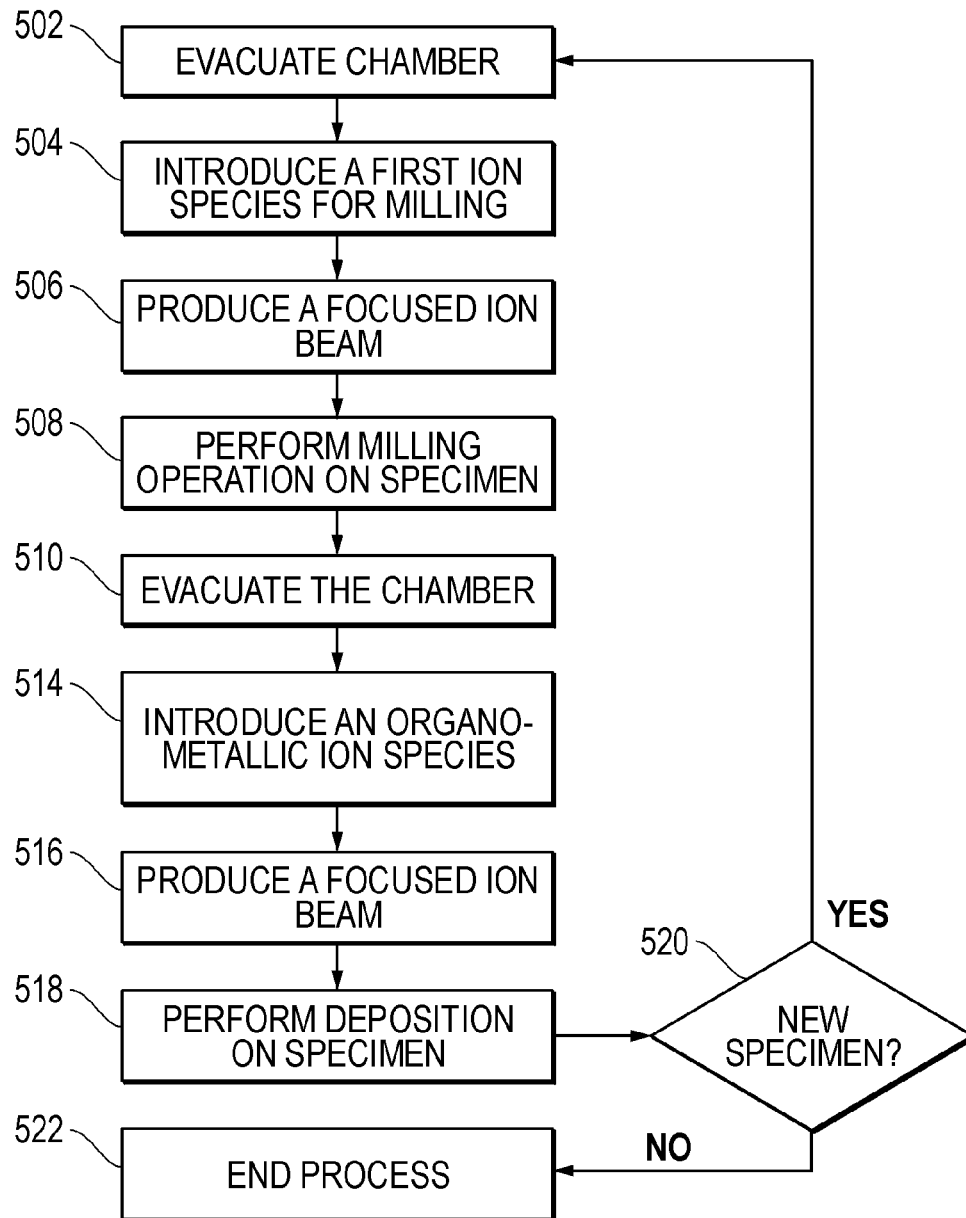 502
EVACUATE CHAMBER
504
INTRODUCE A FIRST ION
SPECIES FOR MILLING
506
PRODUCE A FOCUSED ION
BEAM
508
PERFORM MILLING
OPERATION ON SPECIMEN
510
EVACUATE THE CHAMBER
514
INTRODUCE AN ORGANO-
METALLIC ION SPECIES
516
PRODUCE A FOCUSED ION
BEAM
518
PERFORM DEPOSITION
ON SPECIMEN
520
NEW
SPECIMEN?
YES
NO
522
END PROCESS